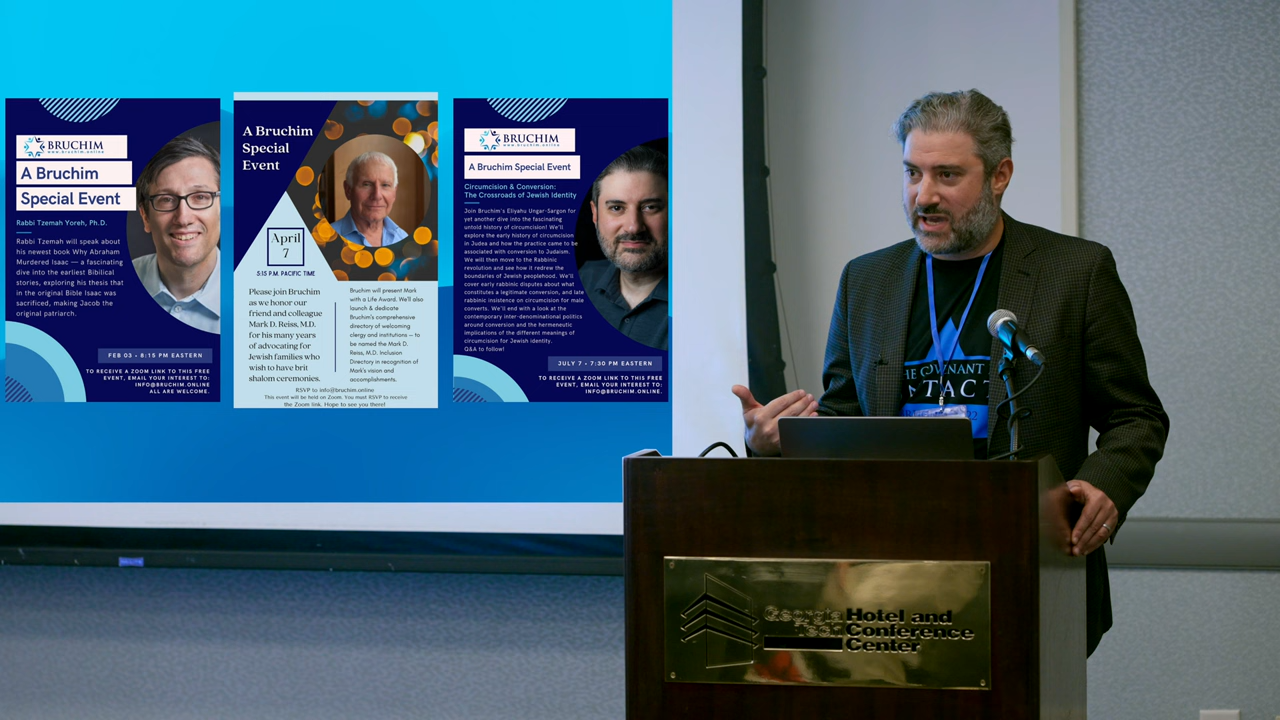 BRUCHIM
www.bruchim.online
A Bruchim
Special Event
Rabbi Tzemah Yoreh, Ph.D.
Rabbi Tzemah will speak about
his newest book Why Abraham
Murdered Isaac — a fascinating
dive into the earliest Bibilical
stories, exploring his thesis that
in the original Bible Isaac was
sacrificed, making Jacob the
original patriarch.
FEB 03 • 8:15 PM EASTERN
TO RECEIVE A ZOOM LINK TO THIS FREE
EVENT, EMAIL YOUR INTEREST TO:
INFO@BRUCHIM.ONLINE
ALL ARE WELCOME.
A Bruchim
Special
Event
April
7
5:15 P.M. PACIFIC TIME
Please join Bruchim
as we honor our
friend and colleague
Mark D. Reiss, M.D.
for his many years
of advocating for
Jewish families who
wish to have brit
shalom ceremonies.
Bruchim will present Mark
with a Life Award. We'll also
launch & dedicate
Bruchim's comprehensive
directory of welcoming
clergy and institutions — to
be named the Mark D.
Reiss, M.D. Inclusion
Directory in recognition of
Mark's vision and
accomplishments.
RSVP to info@bruchim.online
This event will be held on Zoom. You must RSVP to receive
the Zoom link. Hope to see you there!
BRUCHIM
www.bruchim.online
A Bruchim Special Event
Circumcision & Conversion:
The Crossroads of Jewish Identity
Join Bruchim's Eliyahu Ungar-Sargon for
yet another dive into the fascinating
untold history of circumcision! We'll
explore the early history of circumcision
in Judea and how the practice came to be
associated with conversion to Judaism.
We will then move to the Rabbinic
revolution and see how it redrew the
boundaries of Jewish peoplehood. We'll
cover early rabbinic disputes about what
constitutes a legitimate conversion, and late
rabbinic insistence on circumcision for male
converts. We'll end with a look at the
contemporary inter-denominational politics
around conversion and the hermeneutic
implications of the different meanings of
circumcision for Jewish identity.
Q&A to follow!
JULY 7 • 7:30 PM EASTERN
TO RECEIVE A ZOOM LINK TO THIS FREE
EVENT, EMAIL YOUR INTEREST TO:
INFO@BRUCHIM.ONLINE.
TACT
Hotel and
Conference
Center